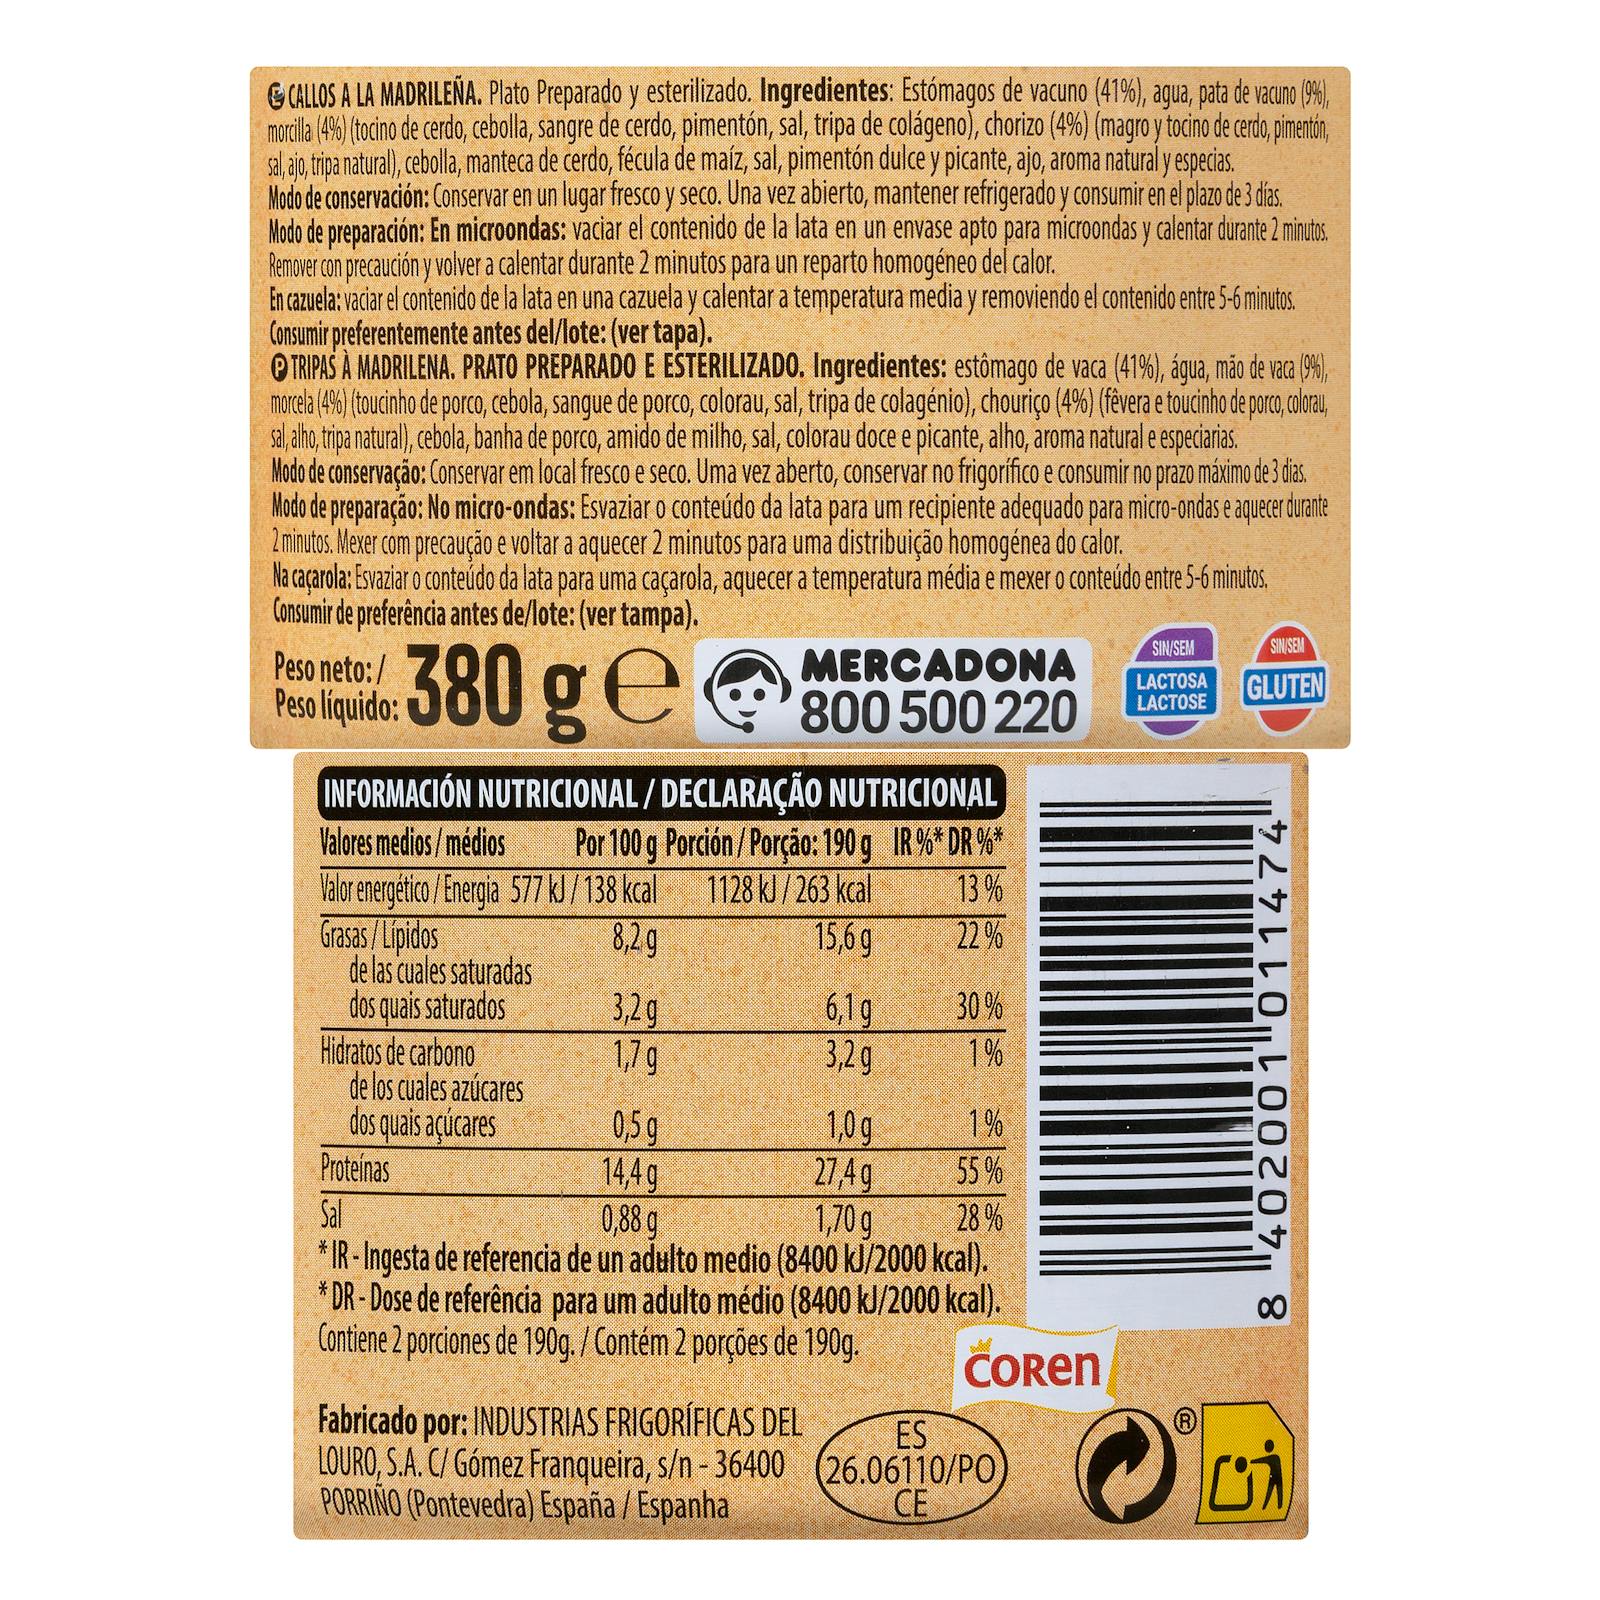 E CALLOS A LA MADRILEÑA. Plato Preparado y esterilizado. Ingredientes: Estómagos de vacuno (41%), agua, pata de vacuno (9%),
morcilla (4%) (tocino de cerdo, cebolla, sangre de cerdo, pimentón, sal, tripa de colágeno), chorizo (4%) (magro y tocino de cerdo, pimentón,
sal, ajo, tripa natural), cebolla, manteca de cerdo, fécula de maíz, sal, pimentón dulce y picante, ajo, aroma natural y especias.
Modo de conservación: Conservar en un lugar fresco y seco. Una vez abierto, mantener refrigerado y consumir en el plazo de 3 días.
Modo de preparación: En microondas: vaciar el contenido de la lata en un envase apto para microondas y calentar durante 2 minutos.
Remover con precaución y volver a calentar durante 2 minutos para un reparto homogéneo del calor.
En cazuela: vaciar el contenido de la lata en una cazuela y calentar a temperatura media y removiendo el contenido entre 5-6 minutos.
Consumir preferentemente antes del/lote: (ver tapa).
P TRIPAS À MADRILENA. PRATO PREPARADO E ESTERILIZADO. Ingredientes: estômago de vaca (41%), água, mão de vaca (9%),
morcela (4%) (toucinho de porco, cebola, sangue de porco, colorau, sal, tripa de colagénio), chouriço (4%) (fêvera e toucinho de porco, colorau,
sal, alho, tripa natural), cebola, banha de porco, amido de milho, sal, colorau doce e picante, alho, aroma natural e especiarias.
Modo de conservação: Conservar em local fresco e seco. Uma vez aberto, conservar no frigorífico e consumir no prazo máximo de 3 dias.
Modo de preparação: No micro-ondas: Esvaziar o conteúdo da lata para um recipiente adequado para micro-ondas e aquecer durante
2 minutos. Mexer com precaução e voltar a aquecer 2 minutos para uma distribuição homogénea do calor.
Na caçarola: Esvaziar o conteúdo da lata para uma caçarola, aquecer a temperatura média e mexer o conteúdo entre 5-6 minutos.
Consumir de preferência antes de/lote: (ver tampa).
Peso neto: /
Peso líquido: 380 g e
MERCADONA
800 500 220
SIN/SEM
LACTOSA
LACTOSE
SIN/SEM
GLUTEN
INFORMACIÓN NUTRICIONAL / DECLARAÇÃO NUTRICIONAL
Valores medios / médios Por 100 g Porción / Porção: 190 g IR %* DR %*
Valor energético / Energia 577 kJ / 138 kcal 1128 kJ / 263 kcal 13 %
Grasas / Lípidos 8,2 g 15,6 g 22 %
de las cuales saturadas
dos quais saturados 3,2 g 6,1 g 30 %
Hidratos de carbono 1,7 g 3,2 g 1 %
de los cuales azúcares
dos quais açúcares 0,5 g 1,0 g 1 %
Proteínas 14,4 g 27,4 g 55 %
Sal 0,88 g 1,70 g 28 %
* IR - Ingesta de referencia de un adulto medio (8400 kJ/2000 kcal).
* DR - Dose de referência para um adulto médio (8400 kJ/2000 kcal).
Contiene 2 porciones de 190g. / Contém 2 porções de 190g.
8 402001 011474
COREN
Fabricado por: INDUSTRIAS FRIGORÍFICAS DEL
LOURO, S.A. C/ Gómez Franqueira, s/n - 36400
PORRIÑO (Pontevedra) España / Espanha
ES
26.06110/PO
CE
®